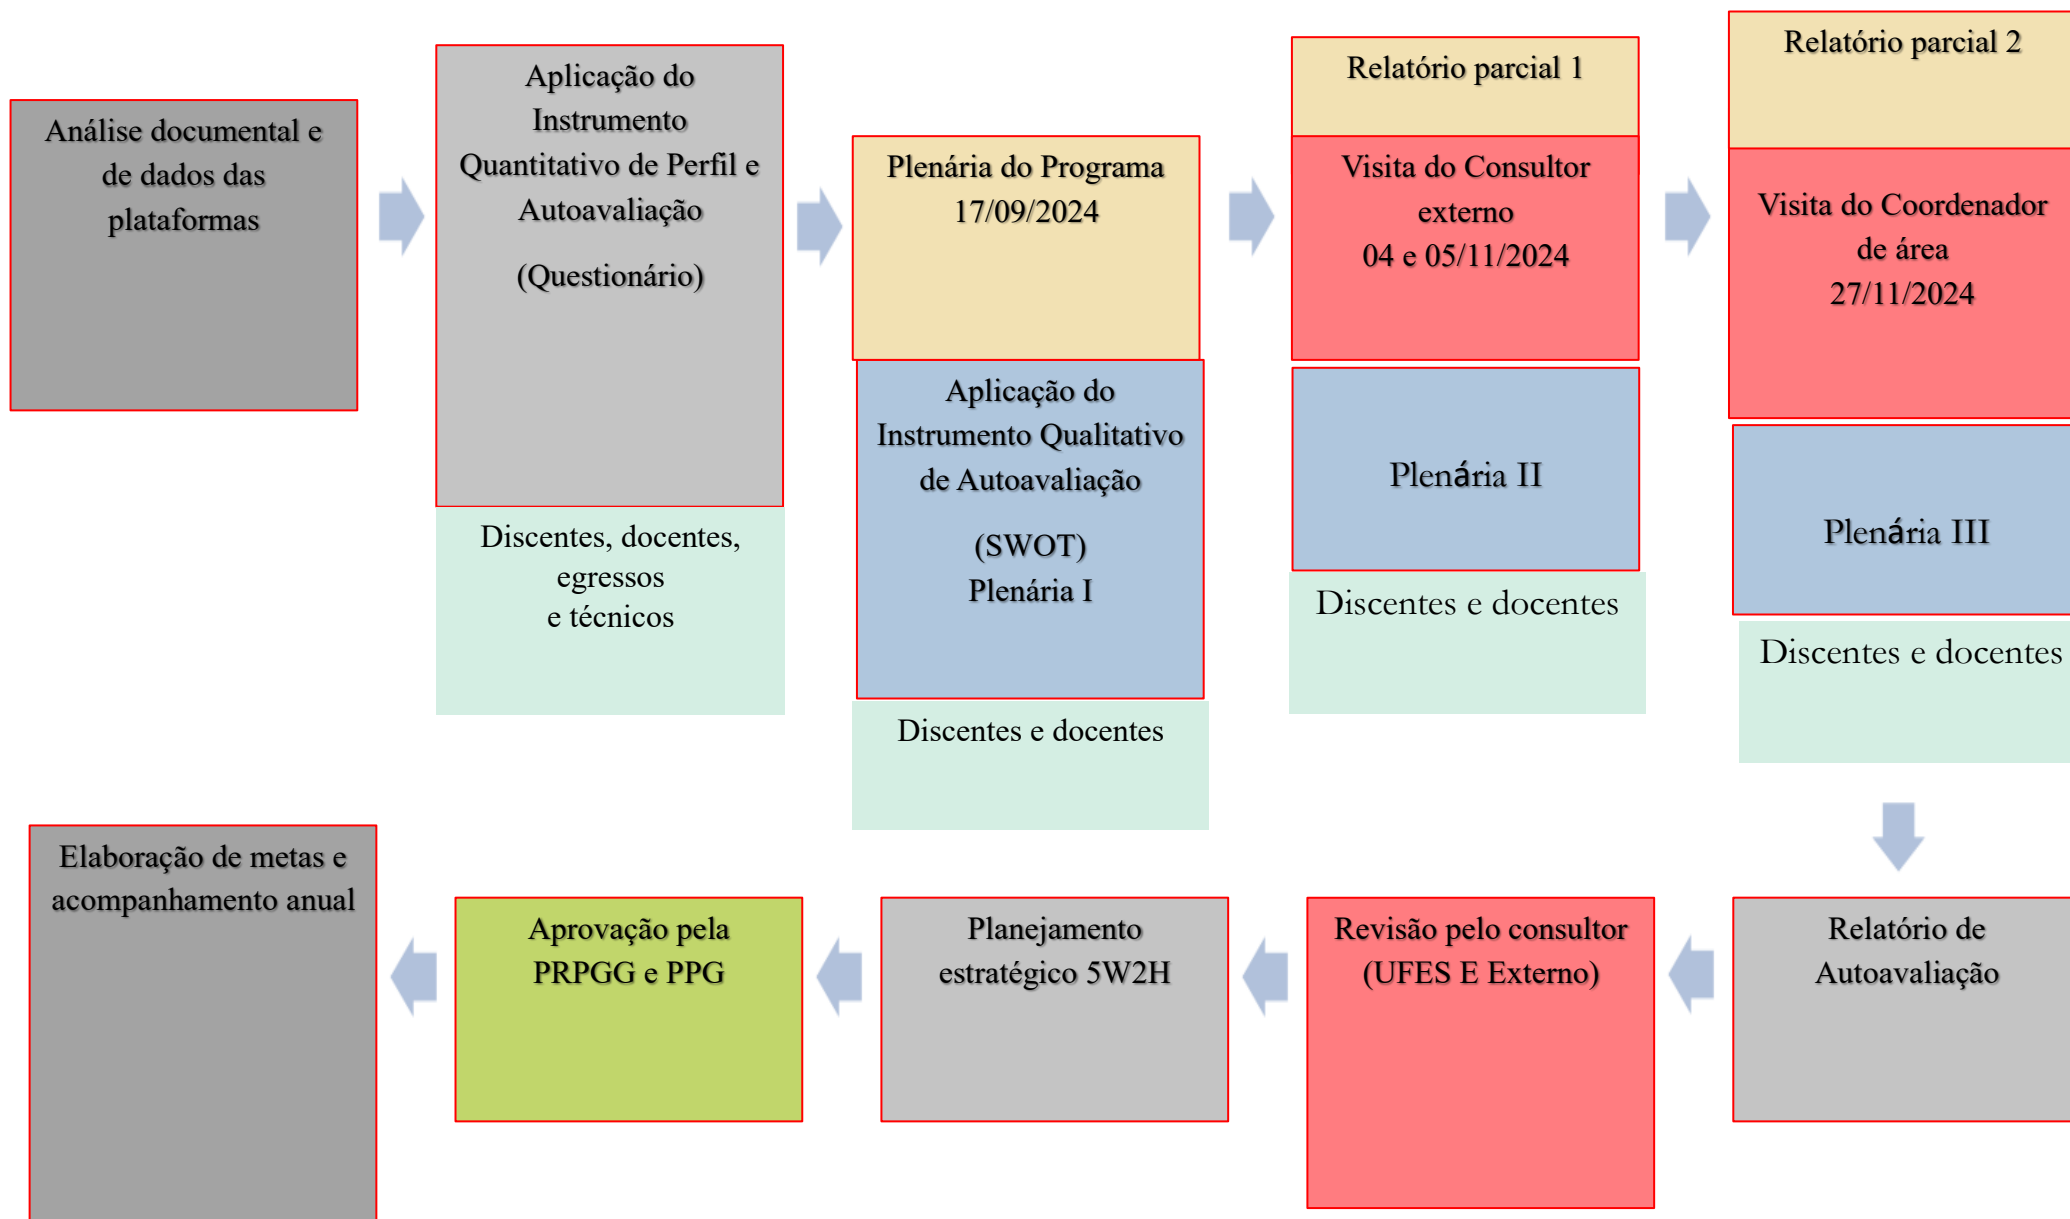 Análise documental e
de dados das
plataformas
Aplicação do
Instrumento
Quantitativo de Perfil e
Autoavaliação
(Questionário)
Discentes, docentes,
egressos
e técnicos
Plenária do Programa
17/09/2024
Aplicação do
Instrumento Qualitativo
de Autoavaliação
(SWOT)
Plenária I
Discentes e docentes
Relatório parcial 1
Visita do Consultor
externo
04 e 05/11/2024
Plenária II
Discentes e docentes
Relatório parcial 2
Visita do Coordenador
de área
27/11/2024
Plenária III
Discentes e docentes
Relatório de
Autoavaliação
Revisão pelo consultor
(UFES E Externo)
Planejamento
estratégico 5W2H
Aprovação pela
PRPGG e PPG
Elaboração de metas e
acompanhamento anual